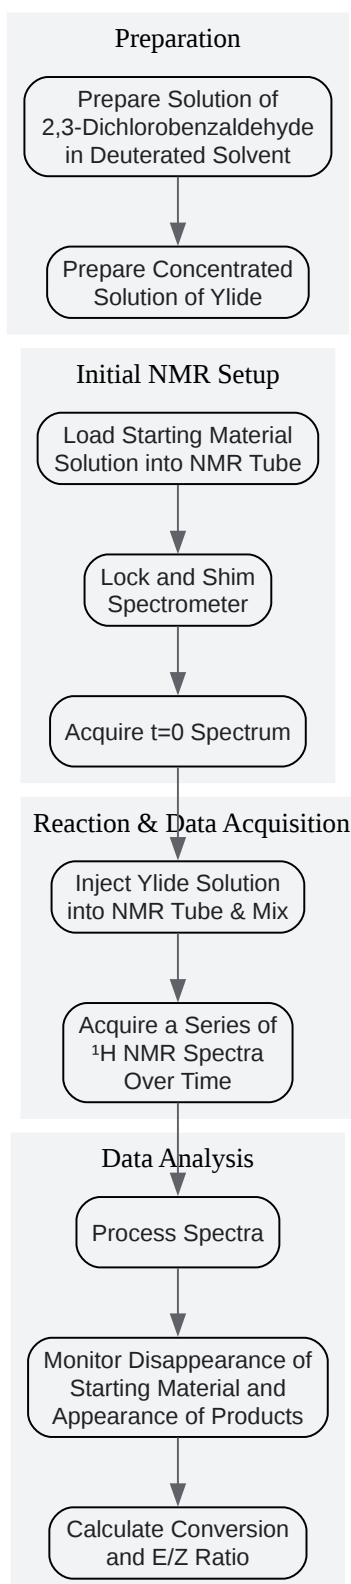 Preparation
Prepare Solution of
2,3-Dichlorobenzaldehyde
in Deuterated Solvent
Prepare Concentrated
Solution of Ylide
Initial NMR Setup
Load Starting Material
Solution into NMR Tube
Lock and Shim
Spectrometer
Acquire t=0 Spectrum
Reaction & Data Acquisition
Inject Ylide Solution
into NMR Tube & Mix
Acquire a Series of
¹H NMR Spectra
Over Time
Data Analysis
Process Spectra
Monitor Disappearance of
Starting Material and
Appearance of Products
Calculate Conversion
and E/Z Ratio